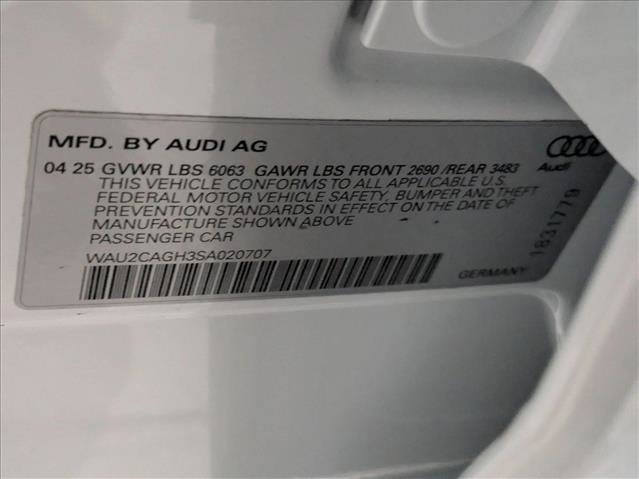 MFD. BY AUDI AG
04 25 GVWR LBS 6063 GAWR LBS FRONT 2690 /REAR 3483
Audi
THIS VEHICLE CONFORMS TO ALL APPLICABLE U.S.
FEDERAL MOTOR VEHICLE SAFETY, BUMPER AND THEFT
PREVENTION STANDARDS IN EFFECT ON THE DATE OF
MANUFACTURE SHOWN ABOVE
PASSENGER CAR
WAU2CAGH3SA020707
GERMANY
1831779